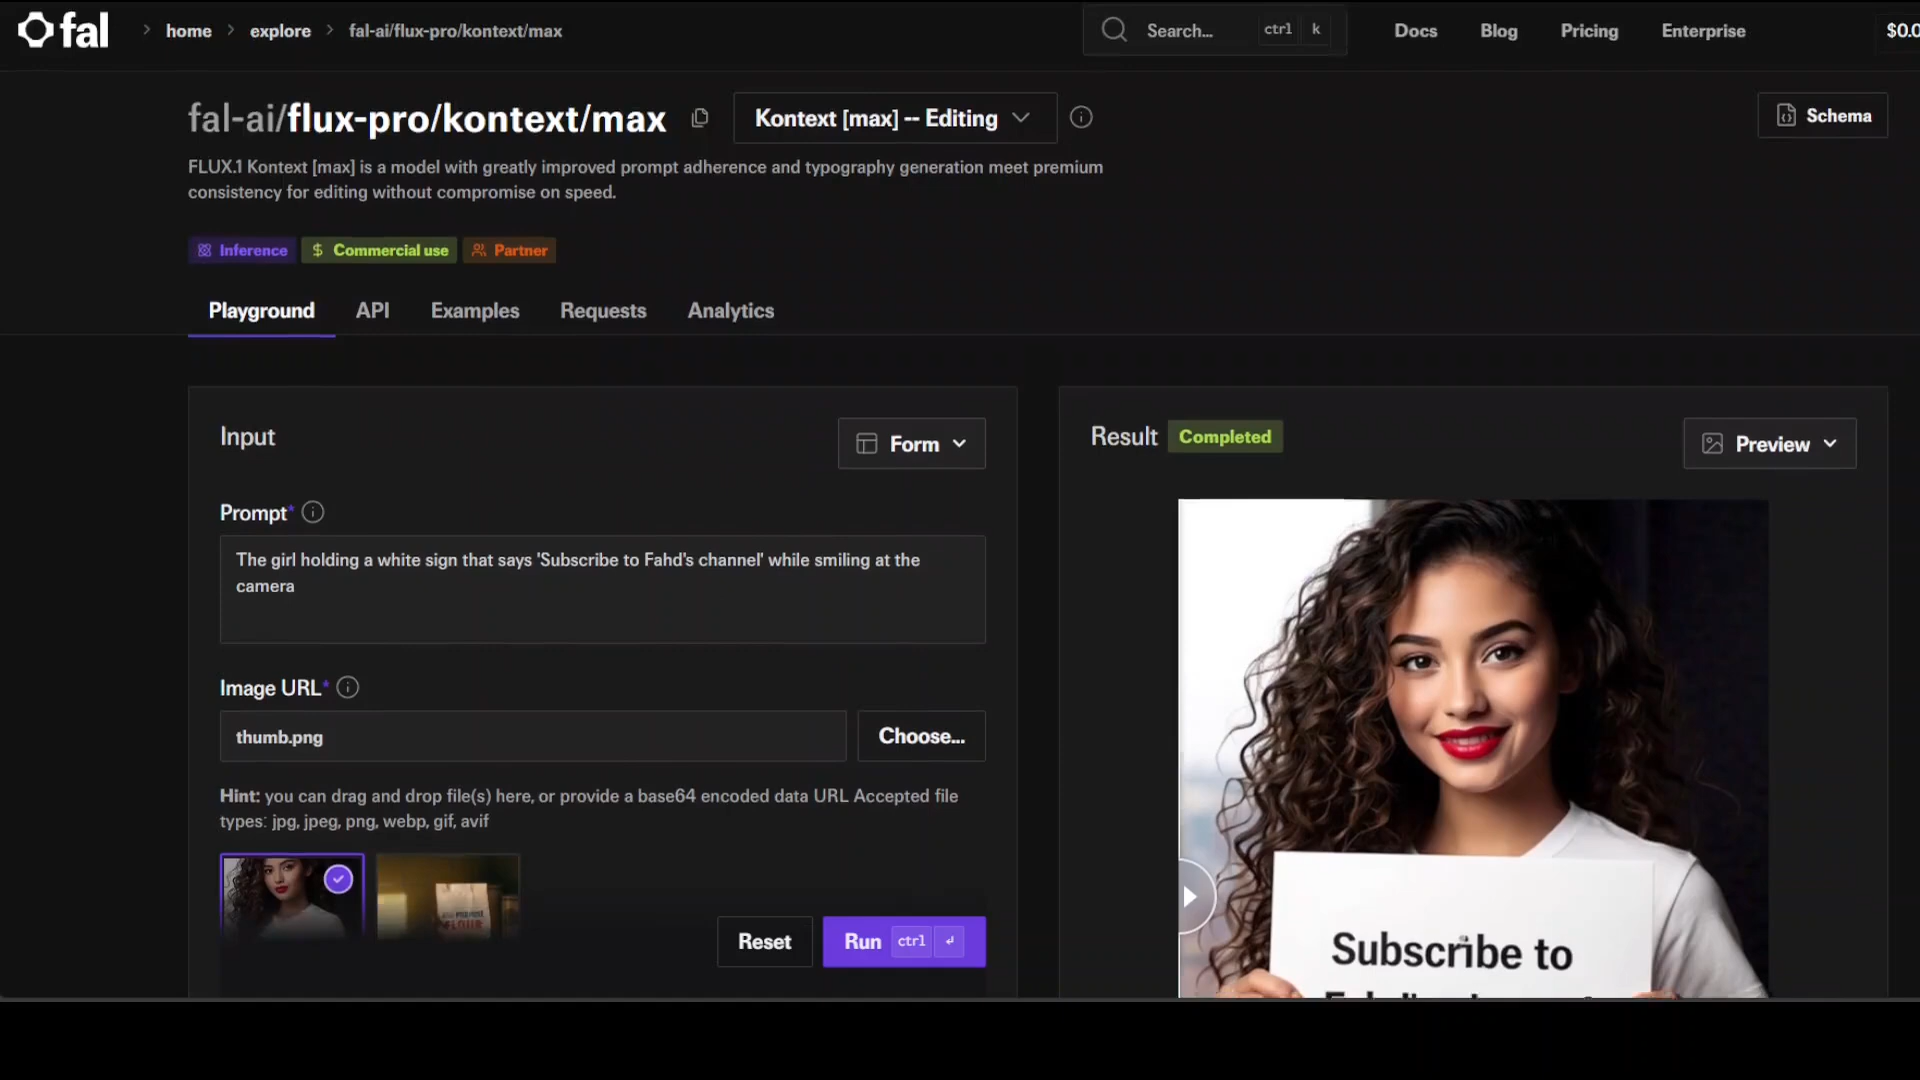 fal
home
explore
fal-ai/flux-pro/kontext/max
Search...
ctrl
k
Docs
Blog
Pricing
Enterprise
$0.0
fal-ai/flux-pro/kontext/max
Kontext [max] -- Editing
Schema
FLUX.1 Kontext [max] is a model with greatly improved prompt adherence and typography generation meet premium
consistency for editing without compromise on speed.
Inference
Commercial use
Partner
Playground
API
Examples
Requests
Analytics
Input
Form
Prompt*
The girl holding a white sign that says 'Subscribe to Fahd's channel' while smiling at the
camera
Image URL*
thumb.png
Choose...
Hint: you can drag and drop file(s) here, or provide a base64 encoded data URL Accepted file
types: jpg, jpeg, png, webp, gif, avif
FLOUR
Reset
Run
ctrl
Result
Completed
Preview
Subscribe to